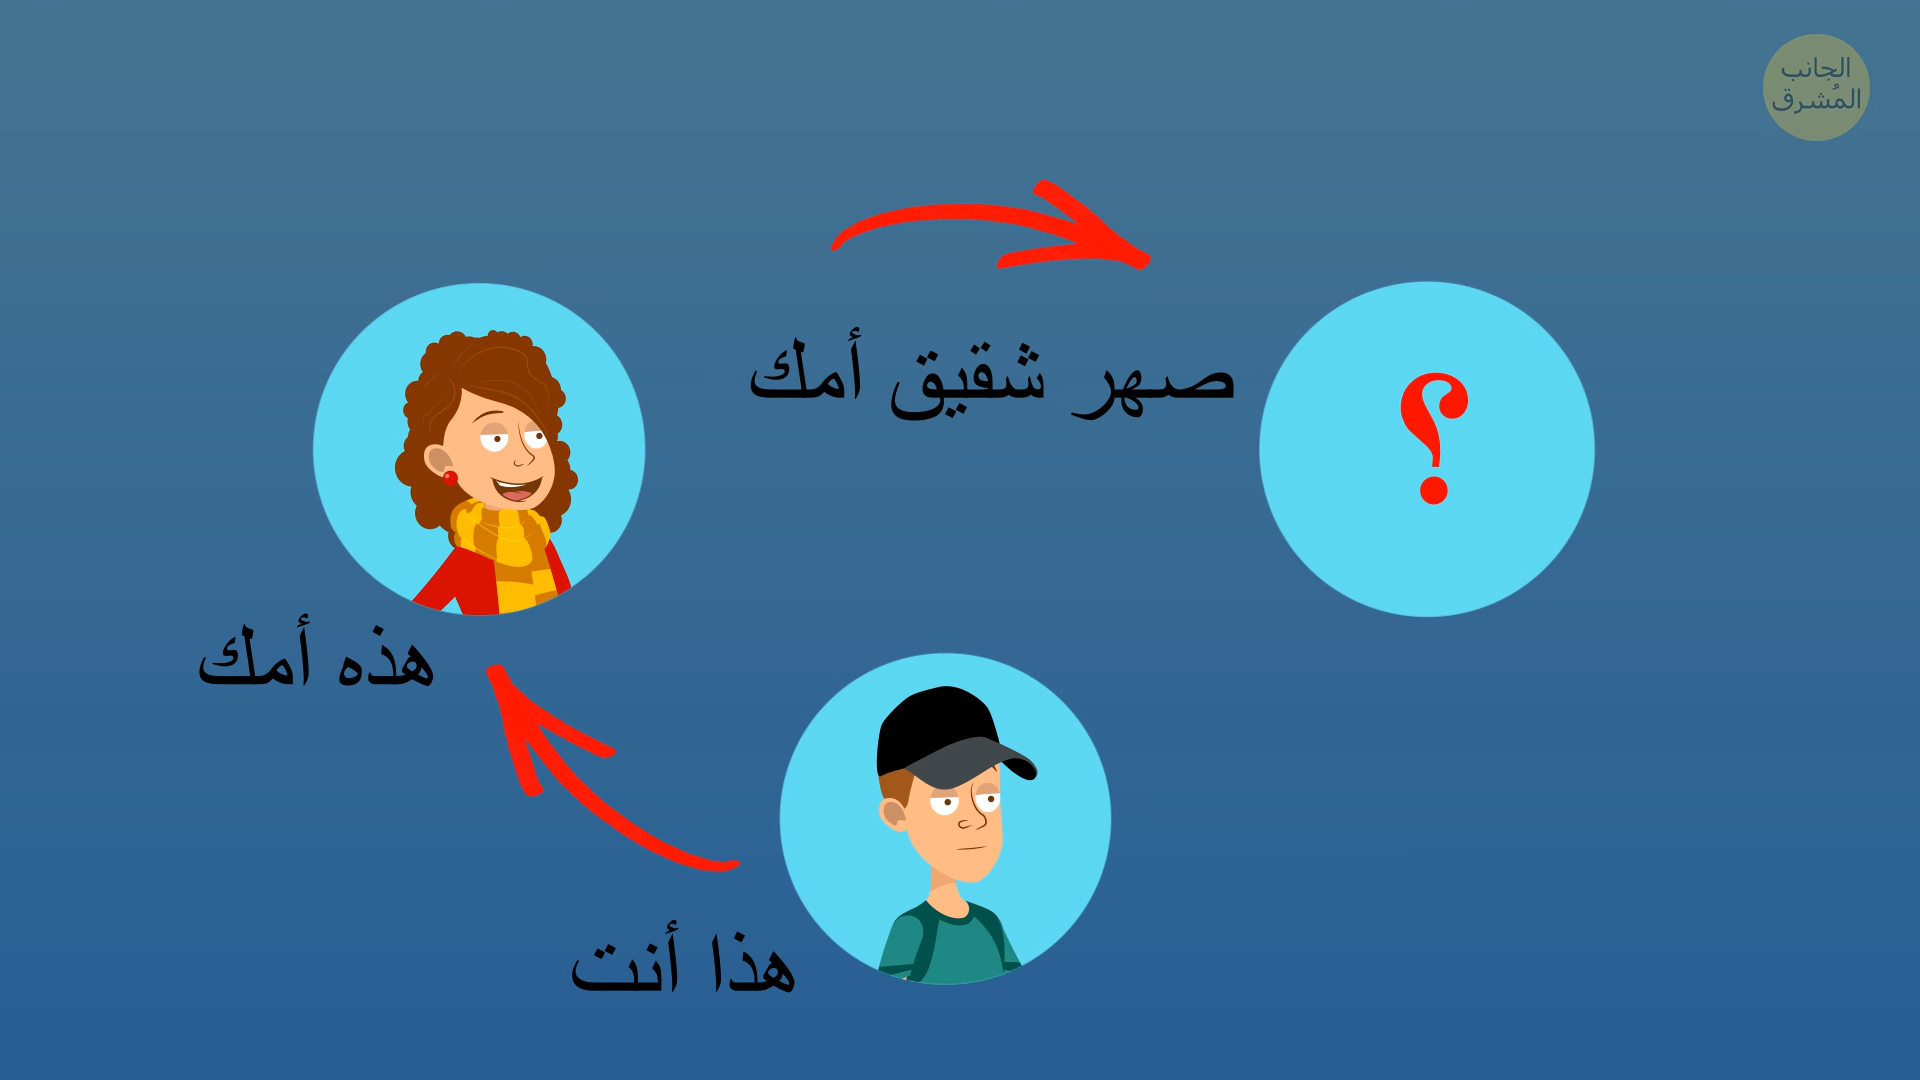 الجانب
المُشرق
صهر شقيق أمك
؟
هذه أمك
هذا أنت